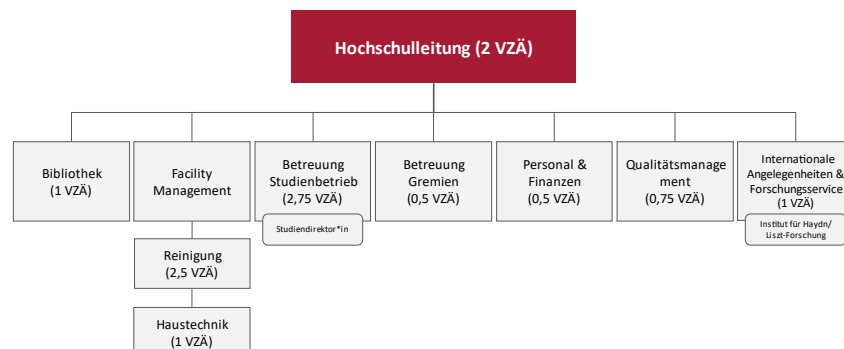 Hochschulleitung (2 VZÄ)
Bibliothek
(1 VZÄ)
Facility
Management
Betreuung
Studienbetrieb
(2,75 VZÄ)
Betreuung
Gremien
(0,5 VZÄ)
Personal &
Finanzen
(0,5 VZÄ)
Qualitätsmanage
ment
(0,75 VZÄ)
Internationale
Angelegenheiten &
Forschungsservice
(1 VZÄ)
Studiendirektor*in
Institut für Haydn/
Liszt-Forschung
Reinigung
(2,5 VZÄ)
Haustechnik
(1 VZÄ)